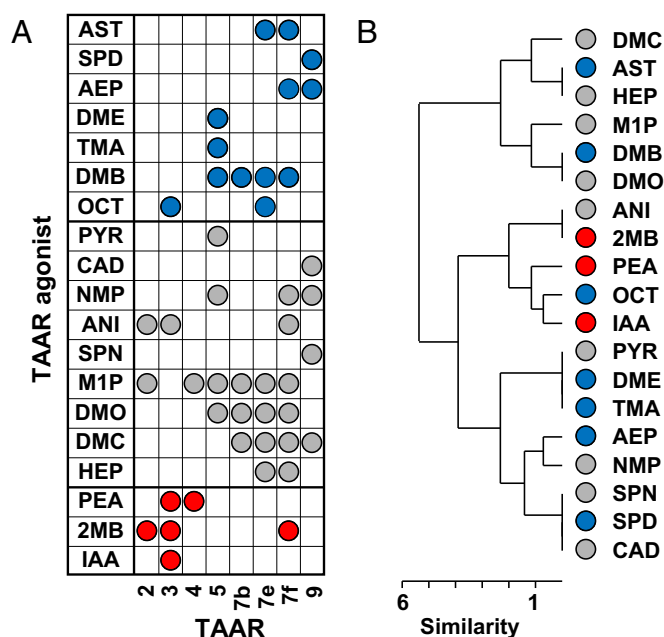 A
AST
SPD
AEP
DME
TMA
DMB
OCT
PYR
CAD
NMP
ANI
SPN
M1P
DMO
DMC
HEP
PEA
2MB
IAA
TAAR agonist
2 3 4 5 7b 7e 7f 9
TAAR
B
DMC
AST
HEP
M1P
DMB
DMO
ANI
2MB
PEA
OCT
IAA
PYR
DME
TMA
AEP
NMP
SPN
SPD
CAD
6 1
Similarity